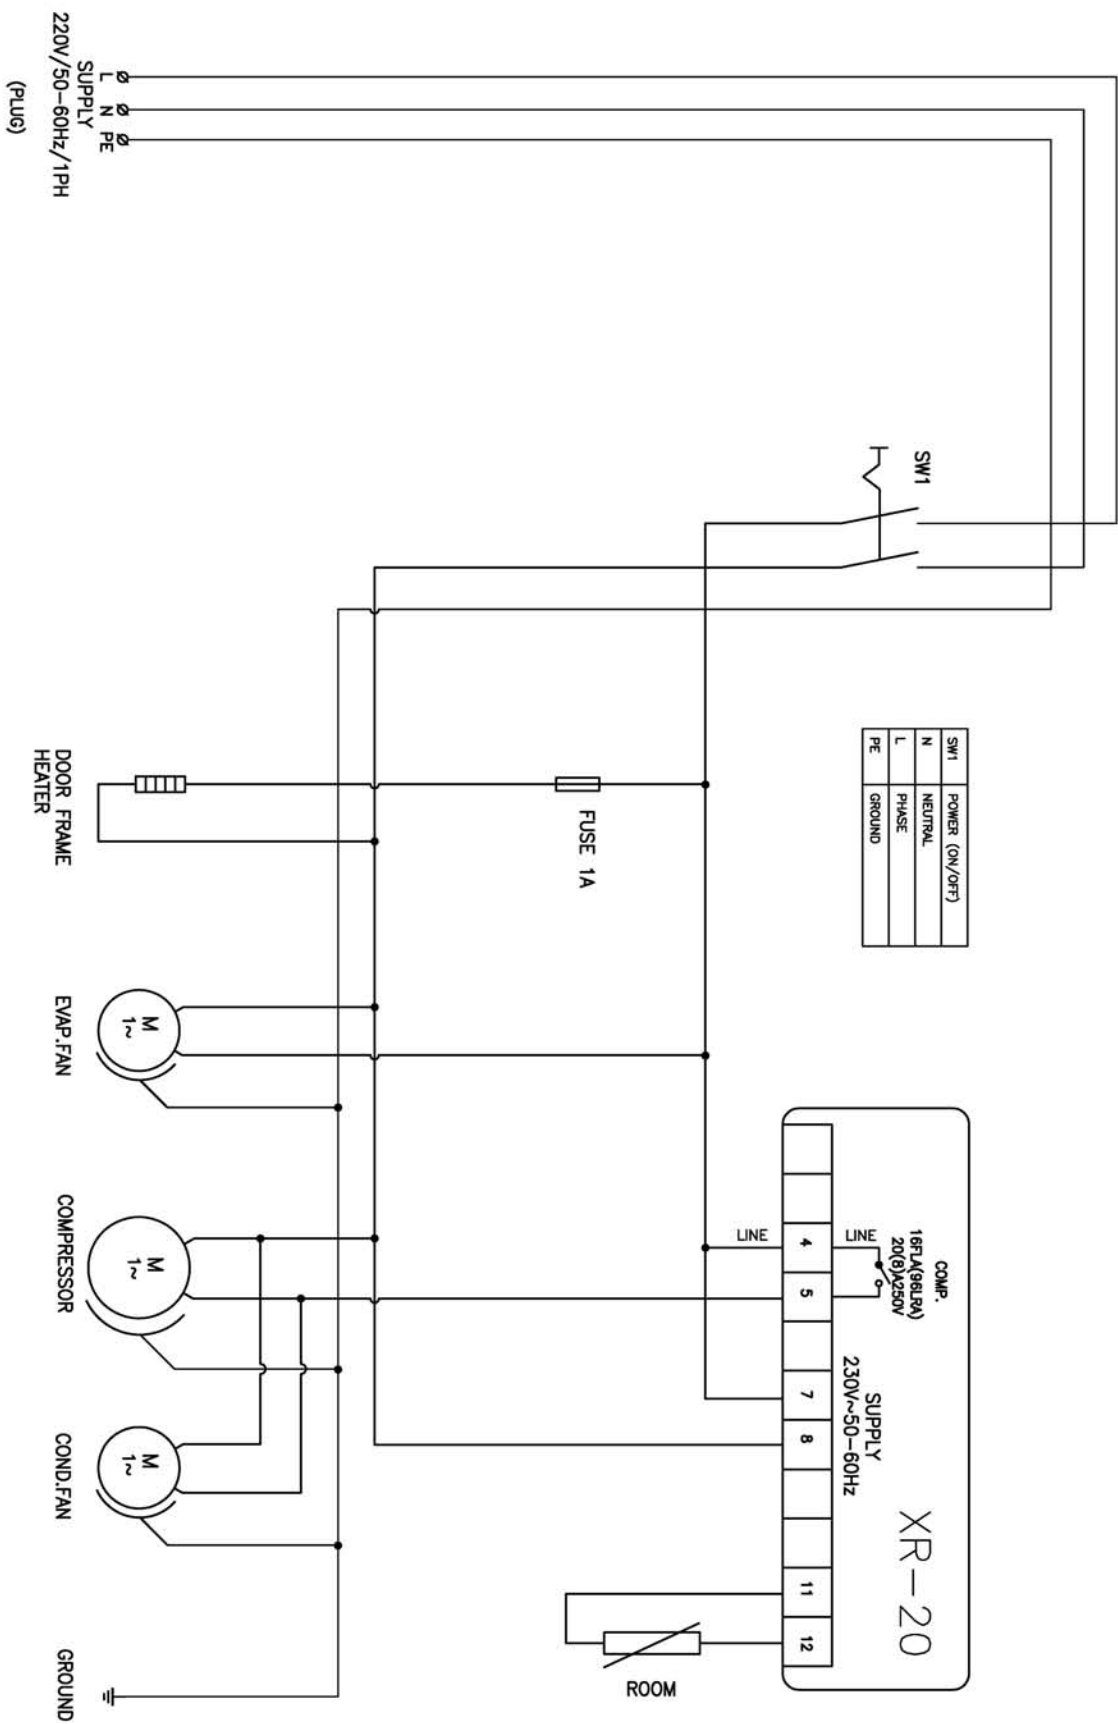 220V/50-60Hz/1PH
SUPPLY
L N PE
(PLUG)
SW1
SW1 POWER (ON/OFF)
N NEUTRAL
L PHASE
PE GROUND
FUSE 1A
COMP.
16FLA(96LRA)
20(8)A250V
LINE
LINE
SUPPLY
230V~50-60Hz
XR-20
4 5 7 8 11 12
ROOM
M
1~
M
1~
M
1~
DOOR FRAME
HEATER
EVAP.FAN
COMPRESSOR
COND.FAN
GROUND